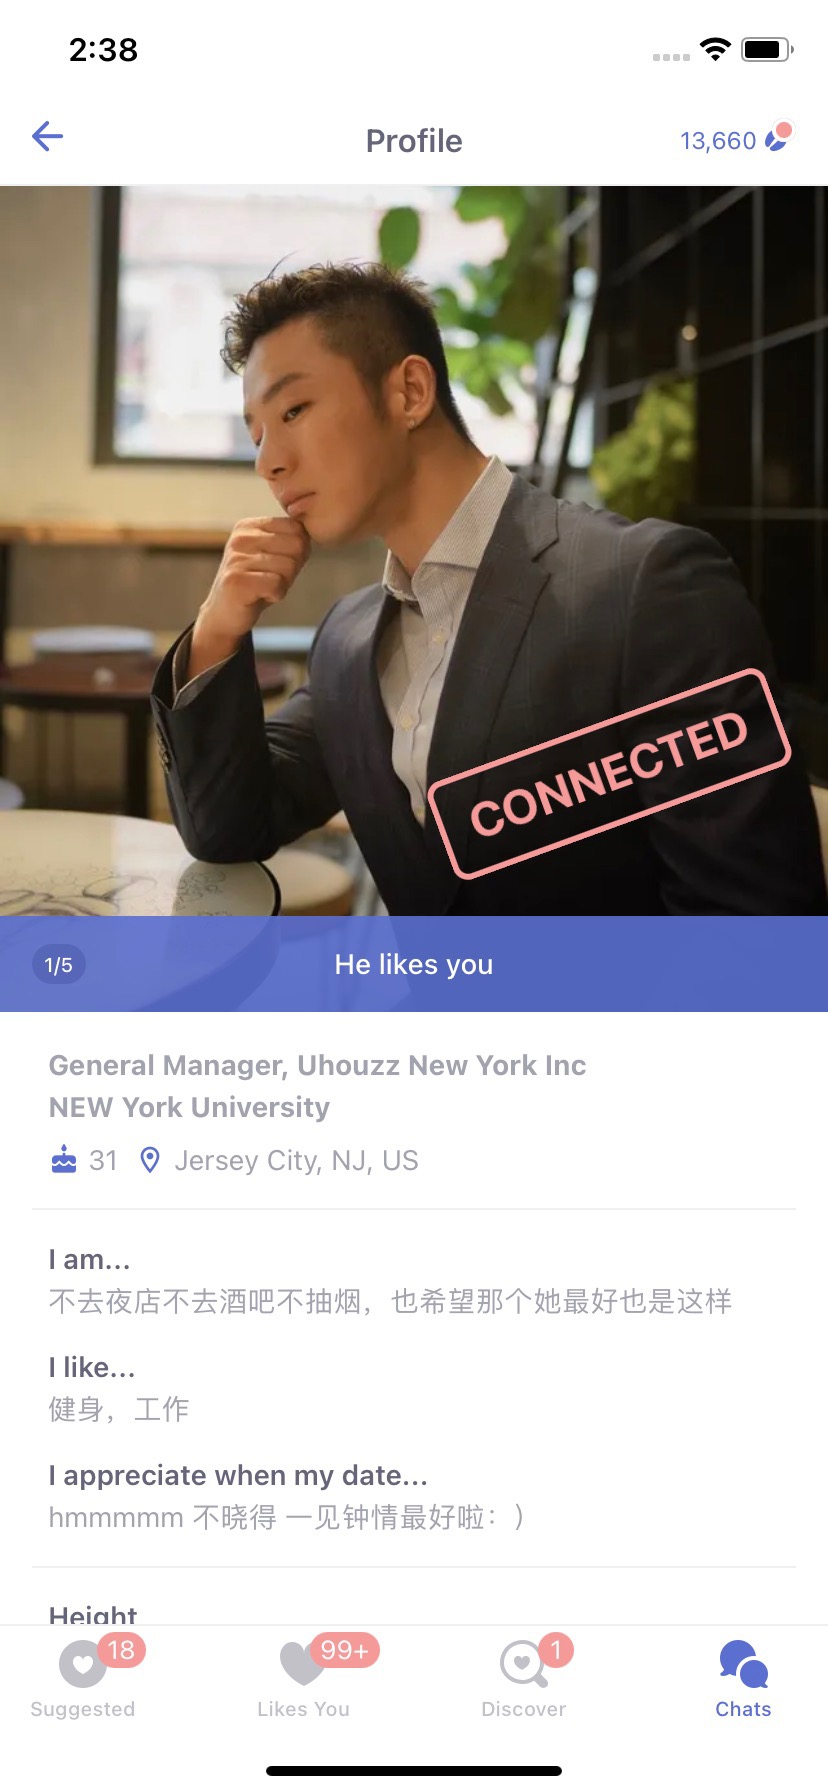 2:38
Profile
13,660
CONNECTED
1/5
He likes you
General Manager, Uhouzz New York Inc
NEW York University
31 Jersey City, NJ, US
I am...
不去夜店不去酒吧不抽烟，也希望那个她最好也是这样
I like...
健身，工作
I appreciate when my date...
hmmmmm 不晓得 一见钟情最好啦：）
Height
18 99+ 1
Suggested Likes You Discover Chats